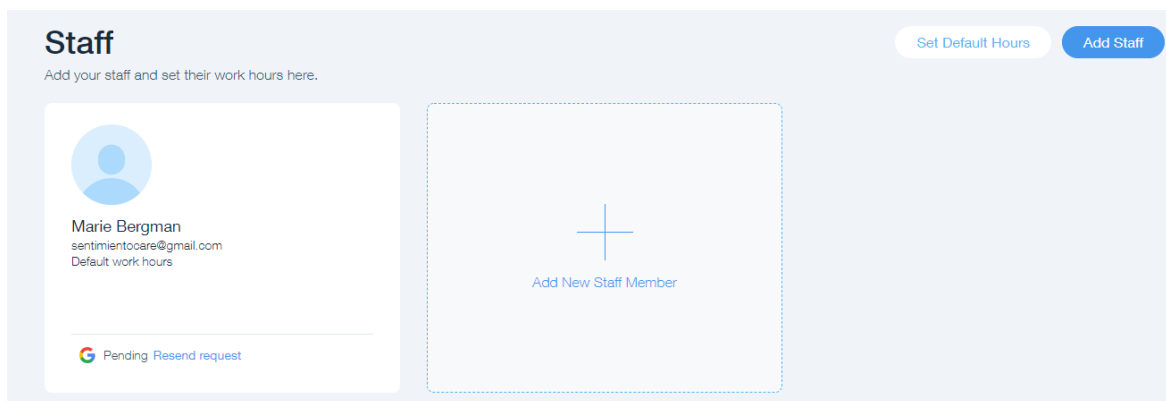 Staff
Set Default Hours
Add Staff
Add your staff and set their work hours here.
Marie Bergman
sentimientocare@gmail.com
Default work hours
Add New Staff Member
Pending Resend request